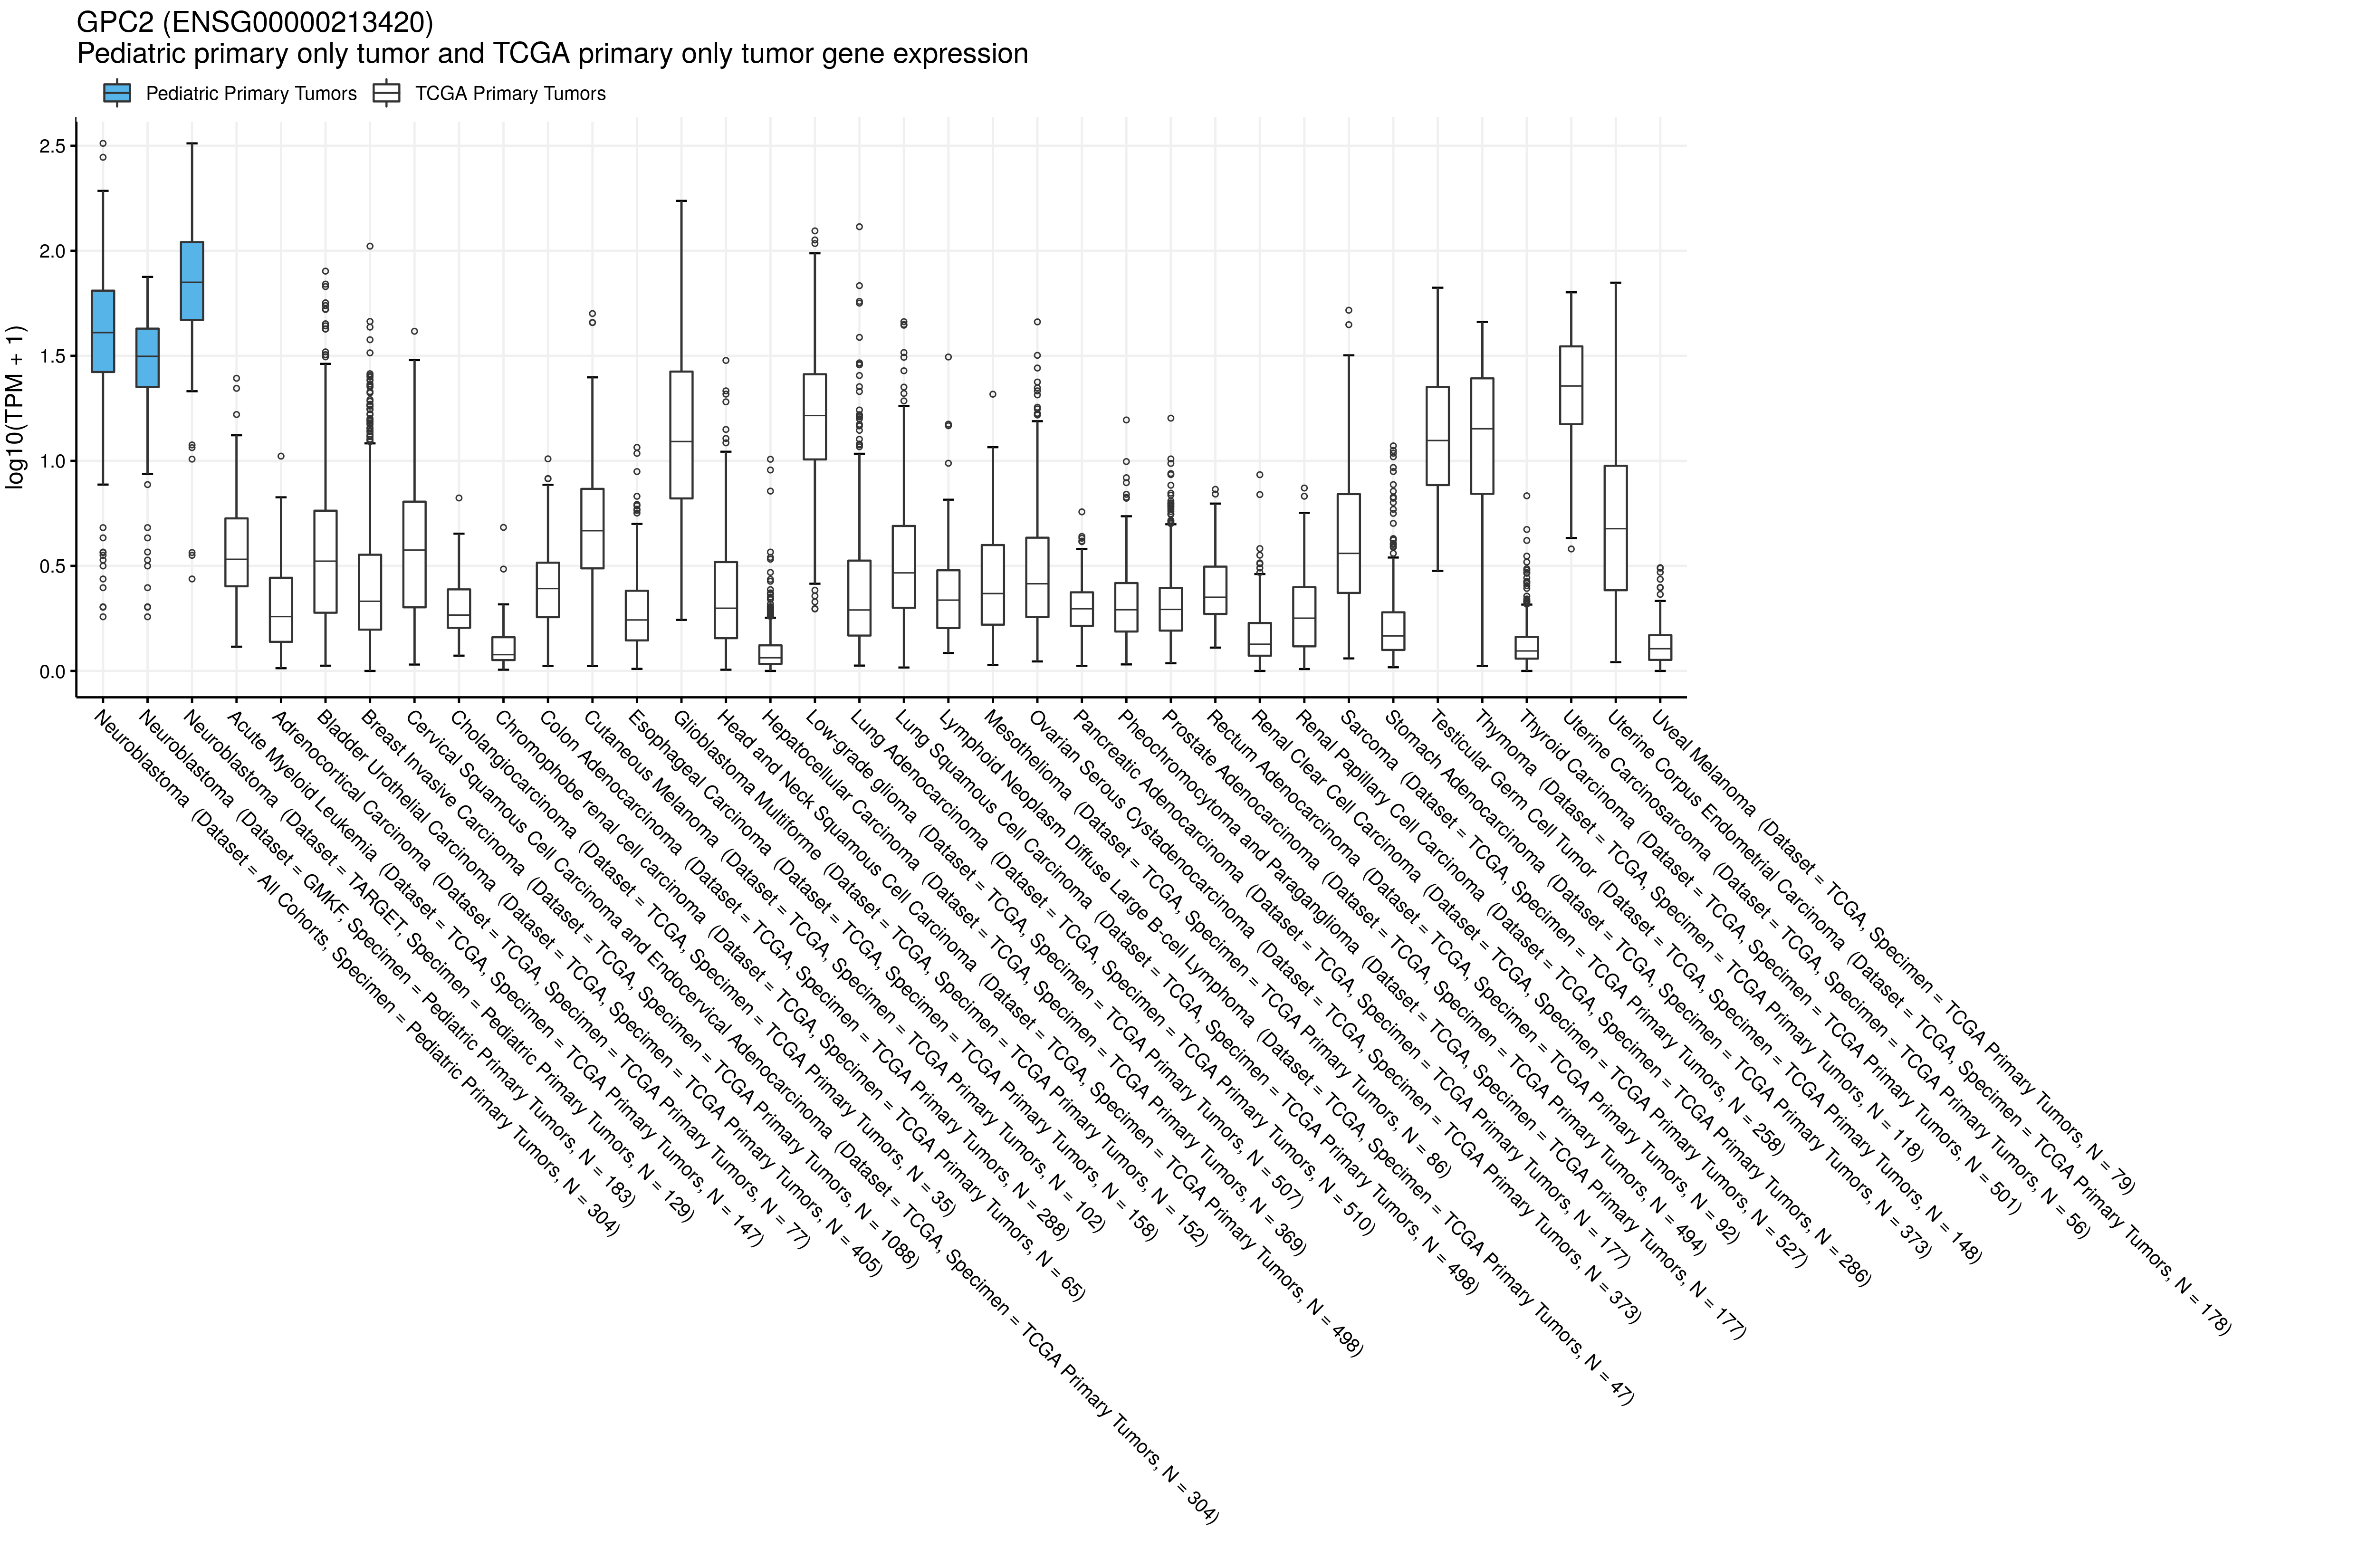 GPC2 (ENSG00000213420)
Pediatric primary only tumor and TCGA primary only tumor gene expression
Pediatric Primary Tumors
TCGA Primary Tumors
log10(TPM + 1)
2.5
2.0
1.5
1.0
0.5
0.0
Neuroblastoma (Dataset = All Cohorts, Specimen = Pediatric Primary Tumors, N = 304)
Neuroblastoma (Dataset = GMKF, Specimen = Pediatric Primary Tumors, N = 183)
Neuroblastoma (Dataset = TARGET, Specimen = Pediatric Primary Tumors, N = 129)
Acute Myeloid Leukemia (Dataset = TCGA, Specimen = TCGA Primary Tumors, N = 147)
Adrenocortical Carcinoma (Dataset = TCGA, Specimen = TCGA Primary Tumors, N = 77)
Bladder Urothelial Carcinoma (Dataset = TCGA, Specimen = TCGA Primary Tumors, N = 405)
Breast Invasive Carcinoma (Dataset = TCGA, Specimen = TCGA Primary Tumors, N = 1088)
Cervical Squamous Cell Carcinoma and Endocervical Adenocarcinoma (Dataset = TCGA, Specimen = TCGA Primary Tumors, N = 304)
Cholangiocarcinoma (Dataset = TCGA, Specimen = TCGA Primary Tumors, N = 35)
Chromophobe renal cell carcinoma (Dataset = TCGA, Specimen = TCGA Primary Tumors, N = 65)
Colon Adenocarcinoma (Dataset = TCGA, Specimen = TCGA Primary Tumors, N = 288)
Cutaneous Melanoma (Dataset = TCGA, Specimen = TCGA Primary Tumors, N = 102)
Esophageal Carcinoma (Dataset = TCGA, Specimen = TCGA Primary Tumors, N = 158)
Glioblastoma Multiforme (Dataset = TCGA, Specimen = TCGA Primary Tumors, N = 152)
Head and Neck Squamous Cell Carcinoma (Dataset = TCGA, Specimen = TCGA Primary Tumors, N = 498)
Hepatocellular Carcinoma (Dataset = TCGA, Specimen = TCGA Primary Tumors, N = 369)
Low-grade glioma (Dataset = TCGA, Specimen = TCGA Primary Tumors, N = 507)
Lung Adenocarcinoma (Dataset = TCGA, Specimen = TCGA Primary Tumors, N = 510)
Lung Squamous Cell Carcinoma (Dataset = TCGA, Specimen = TCGA Primary Tumors, N = 498)
Lymphoid Neoplasm Diffuse Large B-cell Lymphoma (Dataset = TCGA, Specimen = TCGA Primary Tumors, N = 47)
Mesothelioma (Dataset = TCGA, Specimen = TCGA Primary Tumors, N = 86)
Ovarian Serous Cystadenocarcinoma (Dataset = TCGA, Specimen = TCGA Primary Tumors, N = 373)
Pancreatic Adenocarcinoma (Dataset = TCGA, Specimen = TCGA Primary Tumors, N = 177)
Pheochromocytoma and Paraganglioma (Dataset = TCGA, Specimen = TCGA Primary Tumors, N = 177)
Prostate Adenocarcinoma (Dataset = TCGA, Specimen = TCGA Primary Tumors, N = 494)
Rectum Adenocarcinoma (Dataset = TCGA, Specimen = TCGA Primary Tumors, N = 92)
Renal Clear Cell Carcinoma (Dataset = TCGA, Specimen = TCGA Primary Tumors, N = 527)
Renal Papillary Cell Carcinoma (Dataset = TCGA, Specimen = TCGA Primary Tumors, N = 286)
Sarcoma (Dataset = TCGA, Specimen = TCGA Primary Tumors, N = 258)
Stomach Adenocarcinoma (Dataset = TCGA, Specimen = TCGA Primary Tumors, N = 373)
Testicular Germ Cell Tumor (Dataset = TCGA, Specimen = TCGA Primary Tumors, N = 148)
Thymoma (Dataset = TCGA, Specimen = TCGA Primary Tumors, N = 118)
Thyroid Carcinoma (Dataset = TCGA, Specimen = TCGA Primary Tumors, N = 501)
Uterine Carcinosarcoma (Dataset = TCGA, Specimen = TCGA Primary Tumors, N = 56)
Uterine Corpus Endometrial Carcinoma (Dataset = TCGA, Specimen = TCGA Primary Tumors, N = 178)
Uveal Melanoma (Dataset = TCGA, Specimen = TCGA Primary Tumors, N = 79)